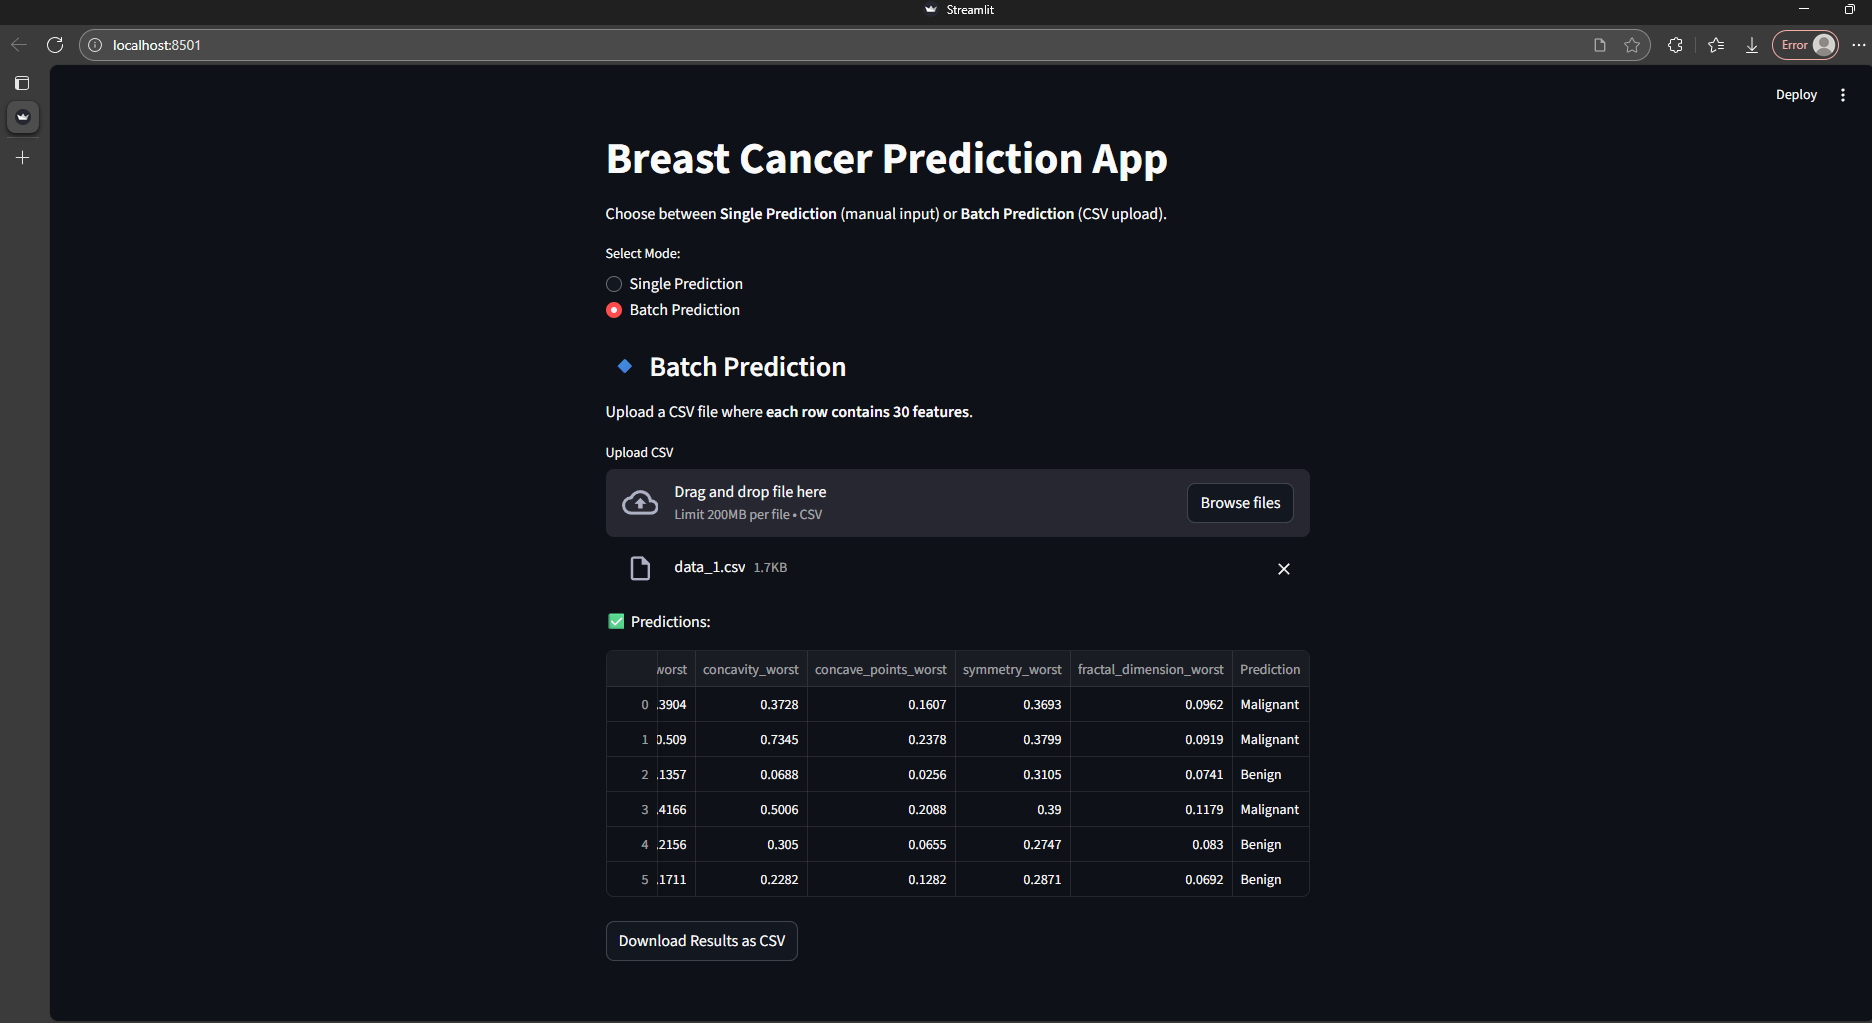 Streamlit
localhost:8501
Error
Deploy
Breast Cancer Prediction App
Choose between Single Prediction (manual input) or Batch Prediction (CSV upload).
Select Mode:
Single Prediction
Batch Prediction
Batch Prediction
Upload a CSV file where each row contains 30 features.
Upload CSV
Drag and drop file here
Limit 200MB per file • CSV
Browse files
data_1.csv 1.7KB
Predictions:
worst concavity_worst concave_points_worst symmetry_worst fractal_dimension_worst Prediction
0 .3904 0.3728 0.1607 0.3693 0.0962 Malignant
1 0.509 0.7345 0.2378 0.3799 0.0919 Malignant
2 .1357 0.0688 0.0256 0.3105 0.0741 Benign
3 .4166 0.5006 0.2088 0.39 0.1179 Malignant
4 .2156 0.305 0.0655 0.2747 0.083 Benign
5 .1711 0.2282 0.1282 0.2871 0.0692 Benign
Download Results as CSV